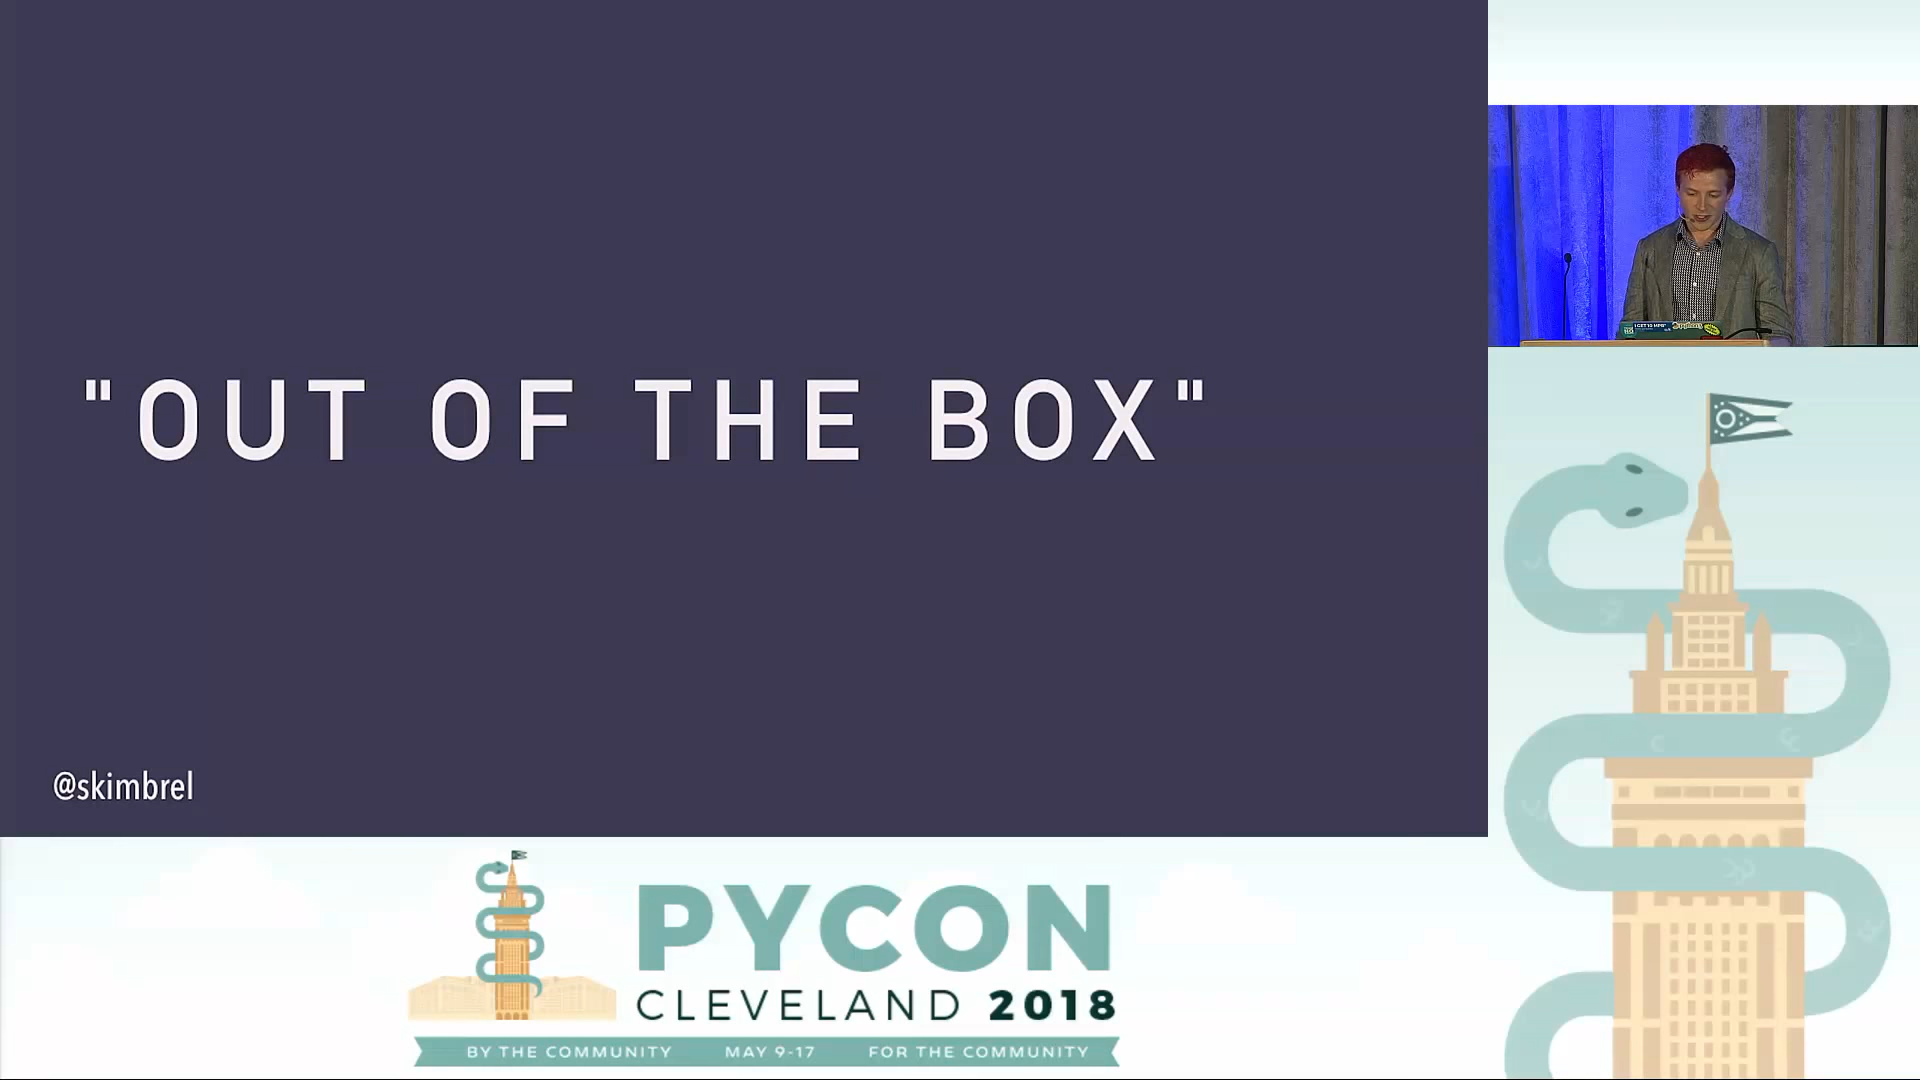 "OUT OF THE BOX"
@skimbrel
PYCON
CLEVELAND 2018
BY THE COMMUNITY MAY 9-17 FOR THE COMMUNITY